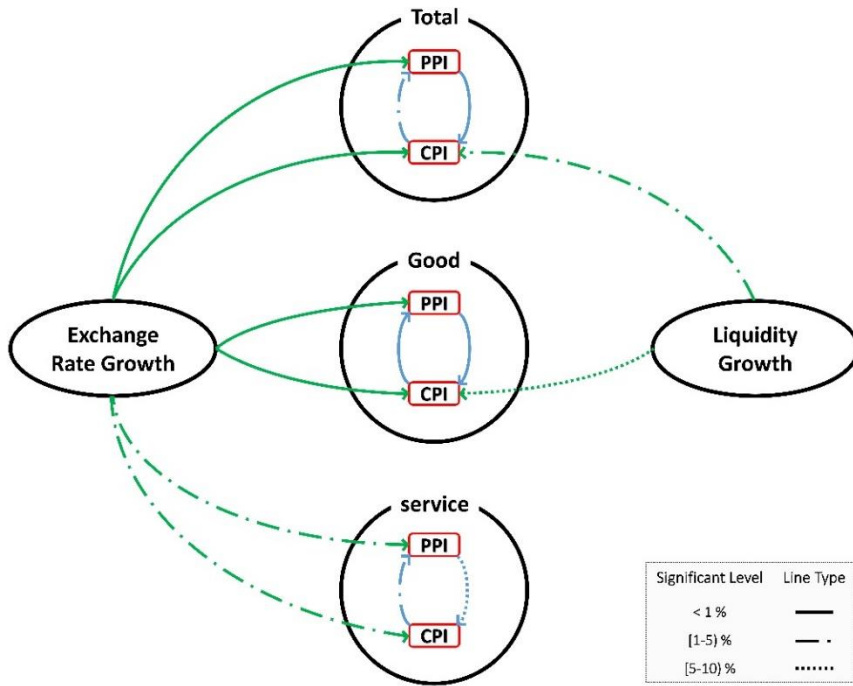 Total
PPI
CPI
Good
PPI
CPI
Exchange
Rate Growth
Liquidity
Growth
service
PPI
CPI
Significant Level Line Type
< 1 %
[1-5) %
[5-10) %